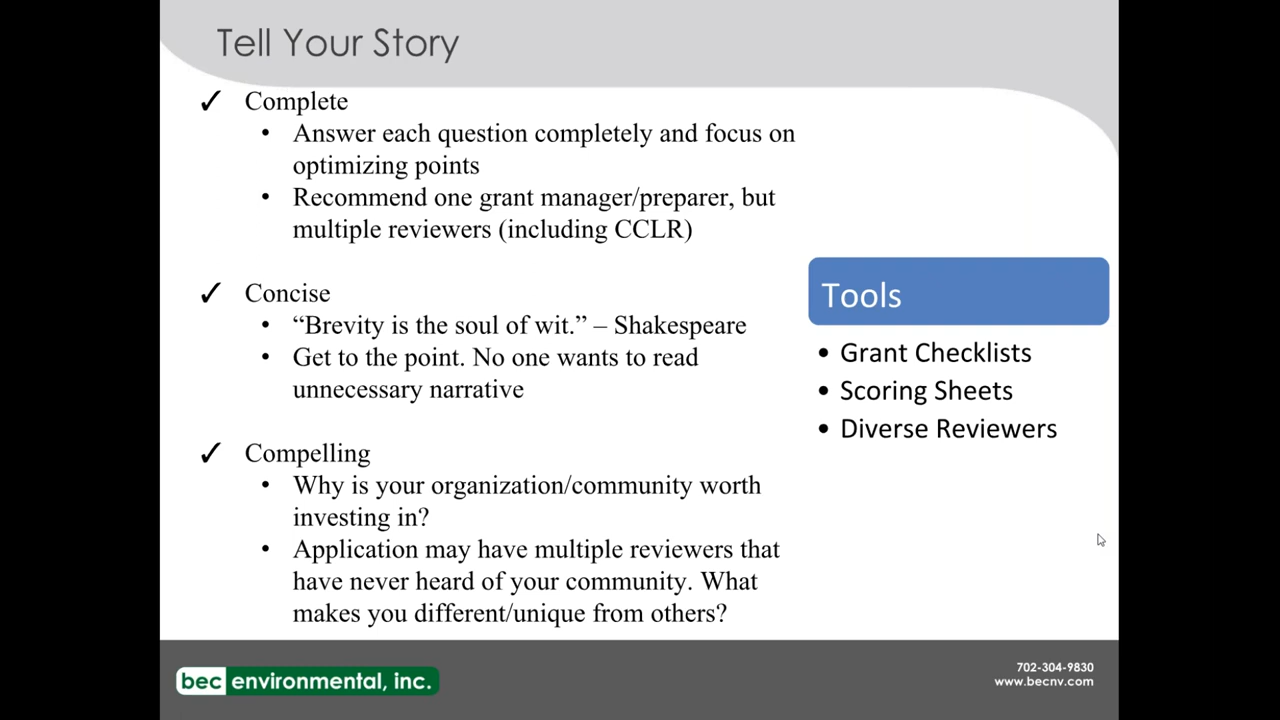 Tell Your Story
✓ Complete
• Answer each question completely and focus on
optimizing points
• Recommend one grant manager/preparer, but
multiple reviewers (including CCLR)
✓ Concise
• “Brevity is the soul of wit.” – Shakespeare
• Get to the point. No one wants to read
unnecessary narrative
✓ Compelling
• Why is your organization/community worth
investing in?
• Application may have multiple reviewers that
have never heard of your community. What
makes you different/unique from others?
Tools
• Grant Checklists
• Scoring Sheets
• Diverse Reviewers
bec environmental, inc.
702-304-9830
www.becnv.com